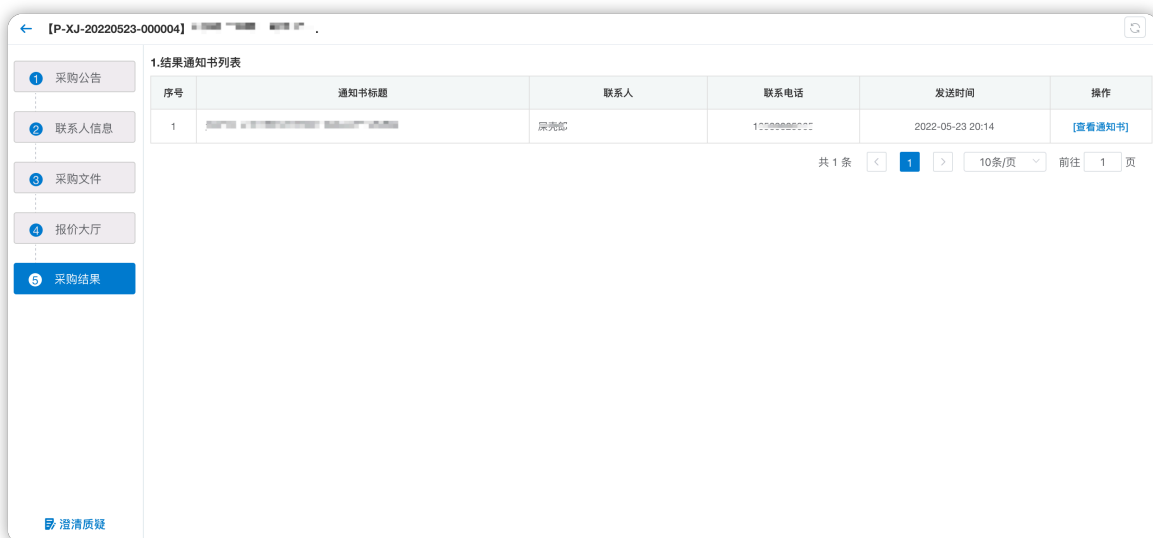 【P-XJ-20220523-000004】
1 采购公告
2 联系人信息
3 采购文件
4 报价大厅
5 采购结果
澄清质疑
1.结果通知书列表
序号 通知书标题 联系人 联系电话 发送时间 操作
1 2022-05-23 20:14 [查看通知书]
共 1 条 < 1 > 10条/页 前往 1 页